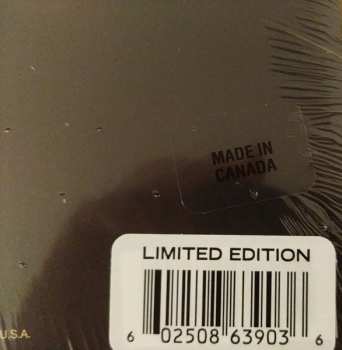 MADE IN
CANADA
LIMITED EDITION
6 02508 63903 6
U.S.A.